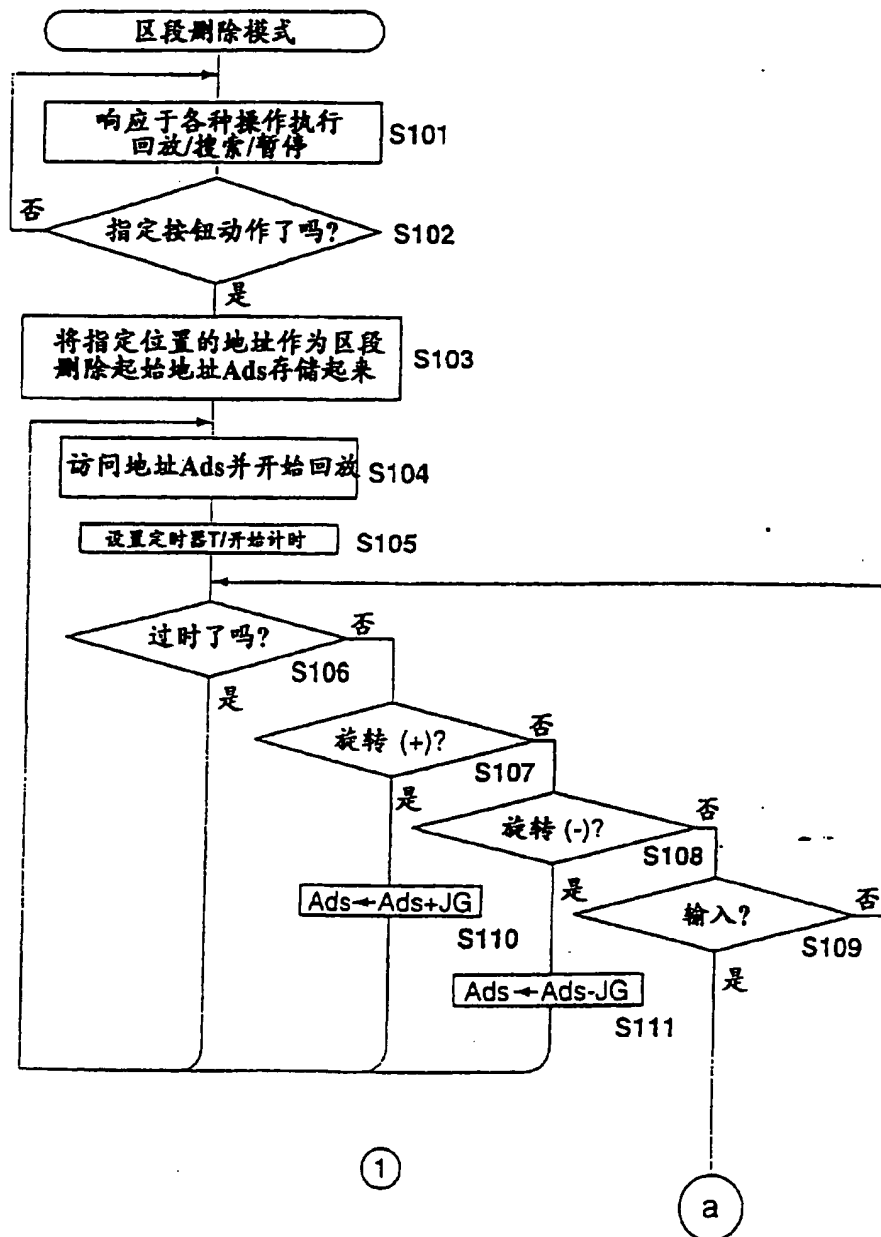 区段删除模式
响应于各种操作执行
回放/搜索/暂停
S101
否
指定按钮动作了吗?
S102
是
将指定位置的地址作为区段
删除起始地址Ads存储起来
S103
访问地址Ads并开始回放
S104
设置定时器T/开始计时
S105
过时了吗?
否
S106
是
旋转 (+)?
否
S107
是
旋转 (-)?
否
S108
是
输入?
否
S109
是
Ads←Ads+JG
S110
Ads←Ads-JG
S111
1
a